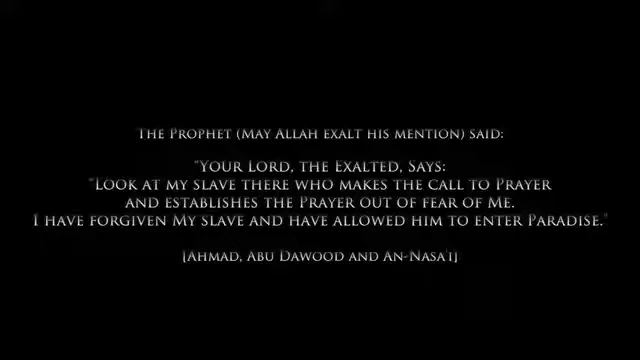 The Prophet (May Allah exalt his mention) said:
"Your Lord, the Exalted, Says:
"Look at my slave there who makes the call to Prayer
and establishes the Prayer out of fear of Me.
I have forgiven My slave and have allowed him to enter Paradise."
[Ahmad, Abu Dawood and An-Nasa'i]